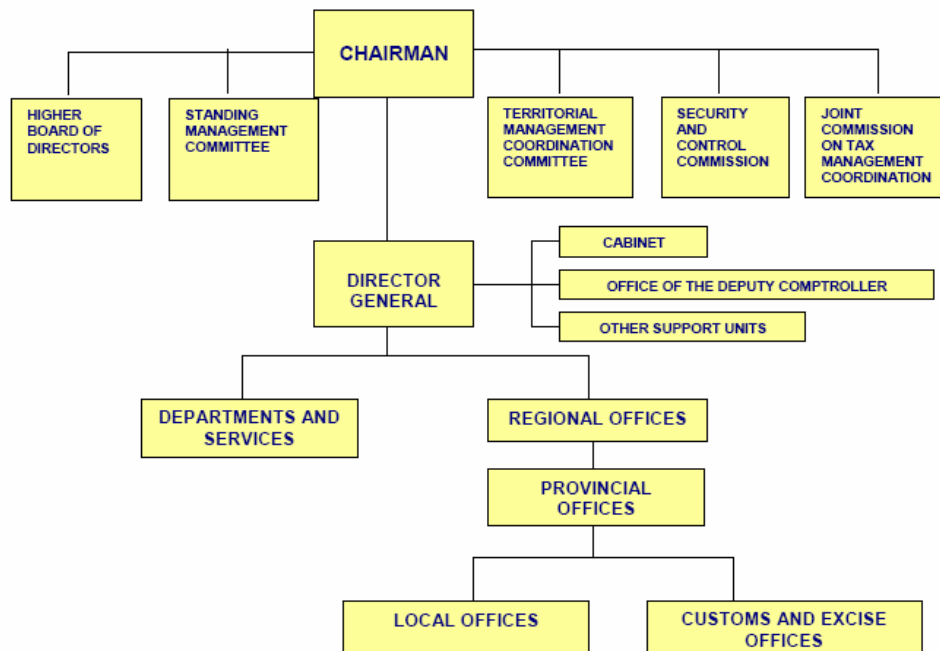 CHAIRMAN
HIGHER
BOARD OF
DIRECTORS
STANDING
MANAGEMENT
COMMITTEE
TERRITORIAL
MANAGEMENT
COORDINATION
COMMITTEE
SECURITY
AND
CONTROL
COMMISSION
JOINT
COMMISSION
ON TAX
MANAGEMENT
COORDINATION
DIRECTOR
GENERAL
CABINET
OFFICE OF THE DEPUTY COMPTROLLER
OTHER SUPPORT UNITS
DEPARTMENTS AND
SERVICES
REGIONAL OFFICES
PROVINCIAL
OFFICES
LOCAL OFFICES
CUSTOMS AND EXCISE
OFFICES